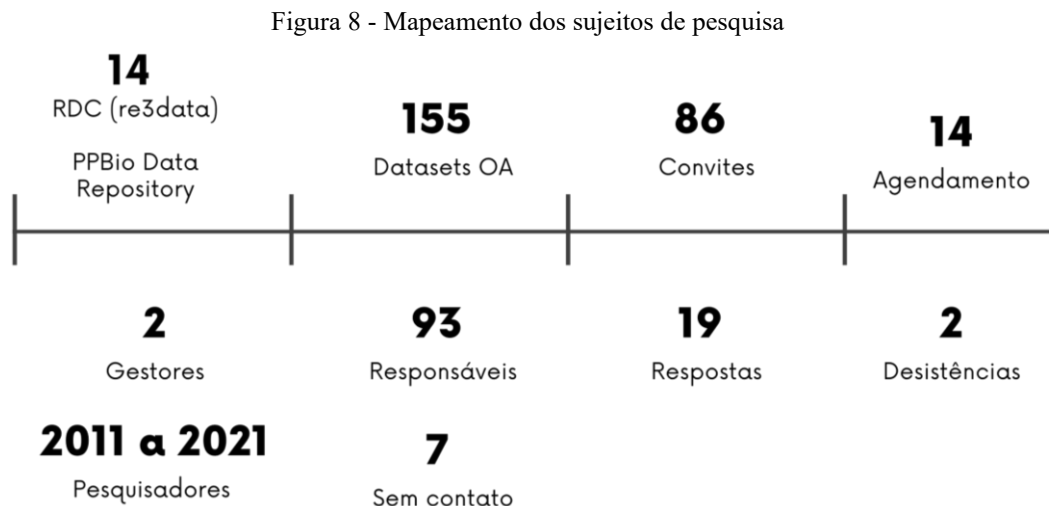 Figura 8 - Mapeamento dos sujeitos de pesquisa
14
RDC (re3data)
PPBio Data
Repository
155
Datasets OA
86
Convites
14
Agendamento
2
Gestores
93
Responsáveis
19
Respostas
2
Desistências
2011 a 2021
Pesquisadores
7
Sem contato